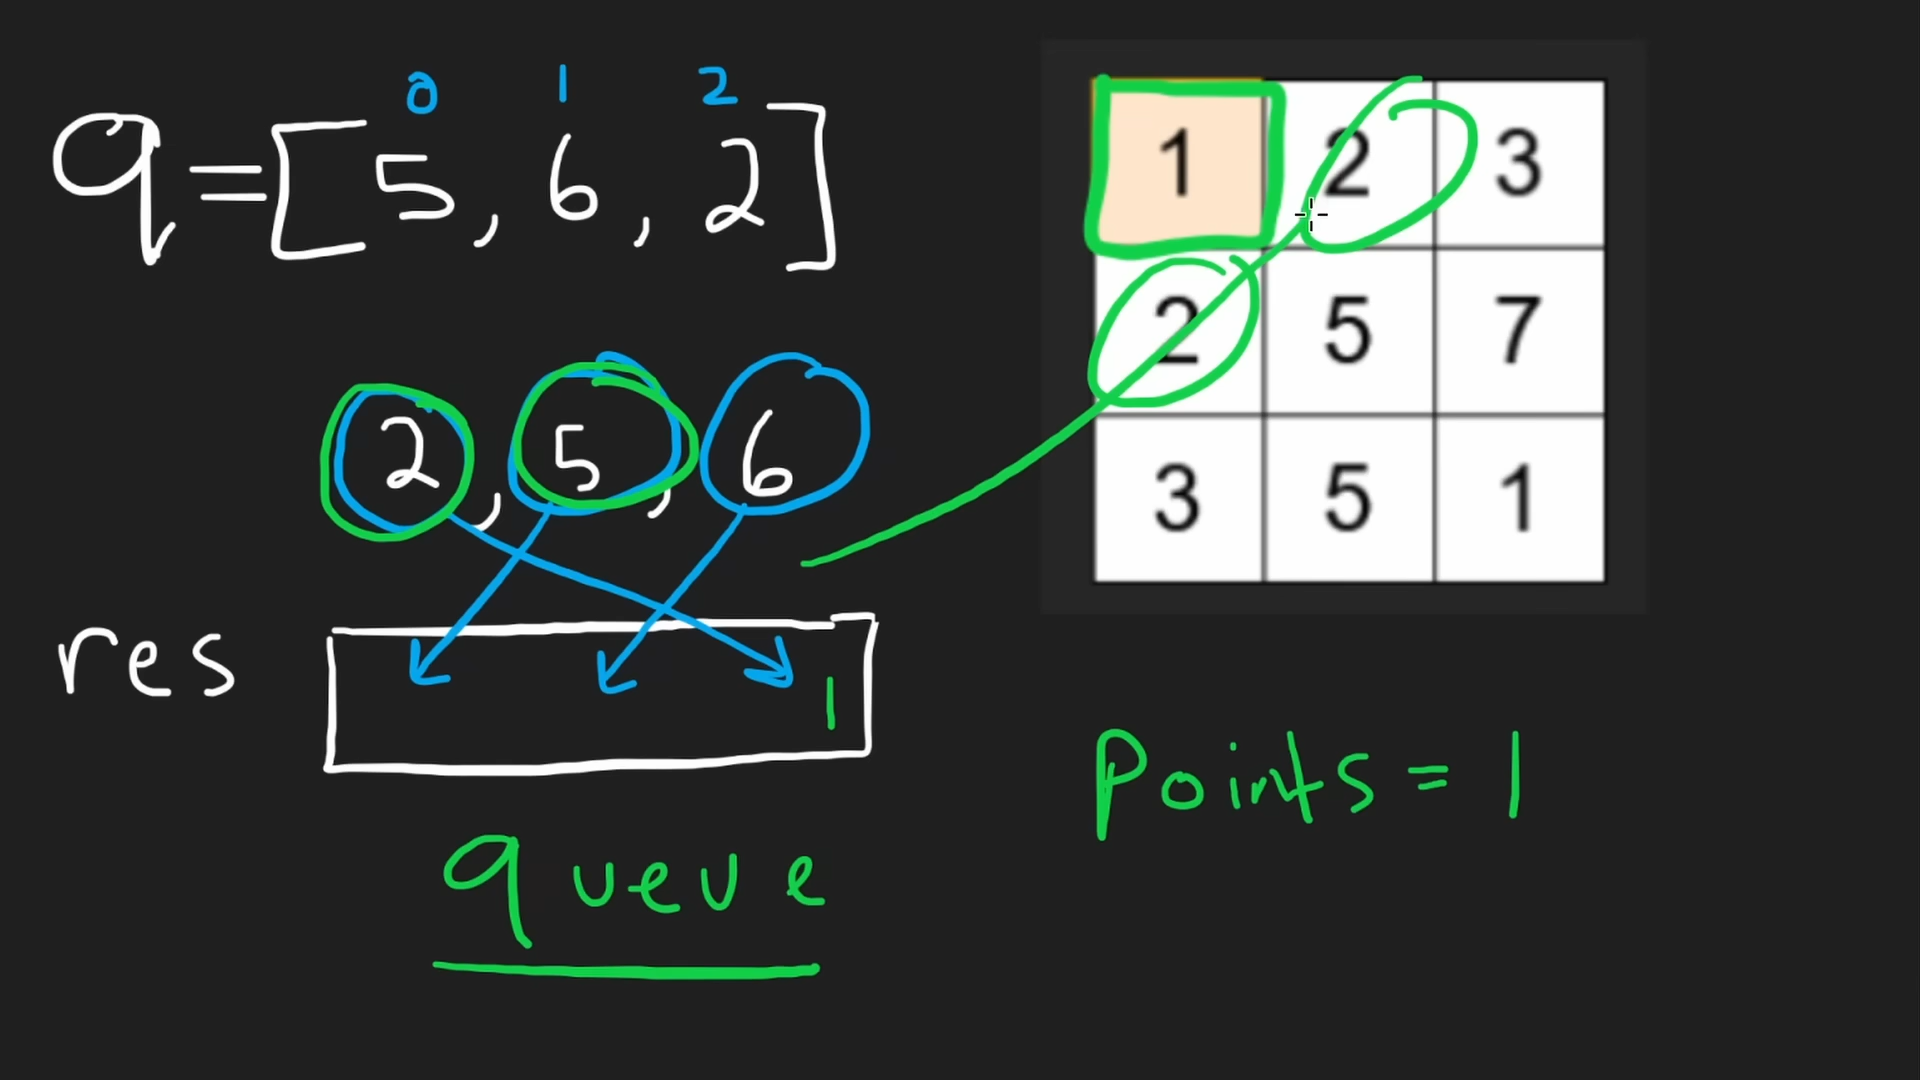 0 1 2
q=[5, 6, 2]
2, 5, 6
res 1
queue
1 2 3
2 5 7
3 5 1
Points = 1